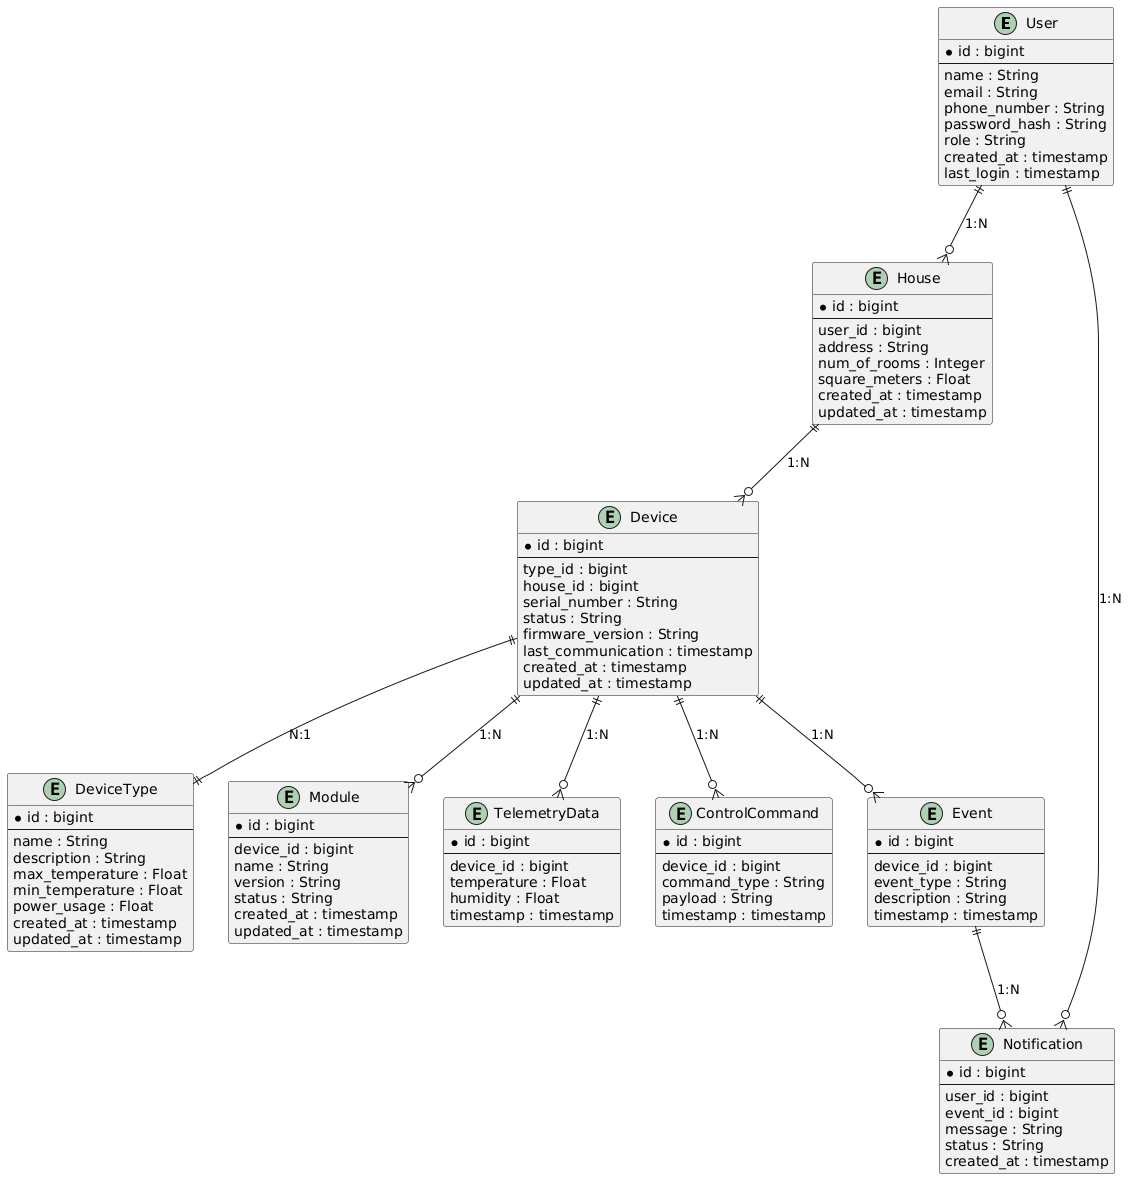 E User
* id : bigint
name : String
email : String
phone_number : String
password_hash : String
role : String
created_at : timestamp
last_login : timestamp
1:N
E House
* id : bigint
user_id : bigint
address : String
num_of_rooms : Integer
square_meters : Float
created_at : timestamp
updated_at : timestamp
1:N
E Device
* id : bigint
type_id : bigint
house_id : bigint
serial_number : String
status : String
firmware_version : String
last_communication : timestamp
created_at : timestamp
updated_at : timestamp
1:N
N:1
1:N
1:N
1:N
1:N
E DeviceType
* id : bigint
name : String
description : String
max_temperature : Float
min_temperature : Float
power_usage : Float
created_at : timestamp
updated_at : timestamp
E Module
* id : bigint
device_id : bigint
name : String
version : String
status : String
created_at : timestamp
updated_at : timestamp
E TelemetryData
* id : bigint
device_id : bigint
temperature : Float
humidity : Float
timestamp : timestamp
E ControlCommand
* id : bigint
device_id : bigint
command_type : String
payload : String
timestamp : timestamp
E Event
* id : bigint
device_id : bigint
event_type : String
description : String
timestamp : timestamp
1:N
E Notification
* id : bigint
user_id : bigint
event_id : bigint
message : String
status : String
created_at : timestamp